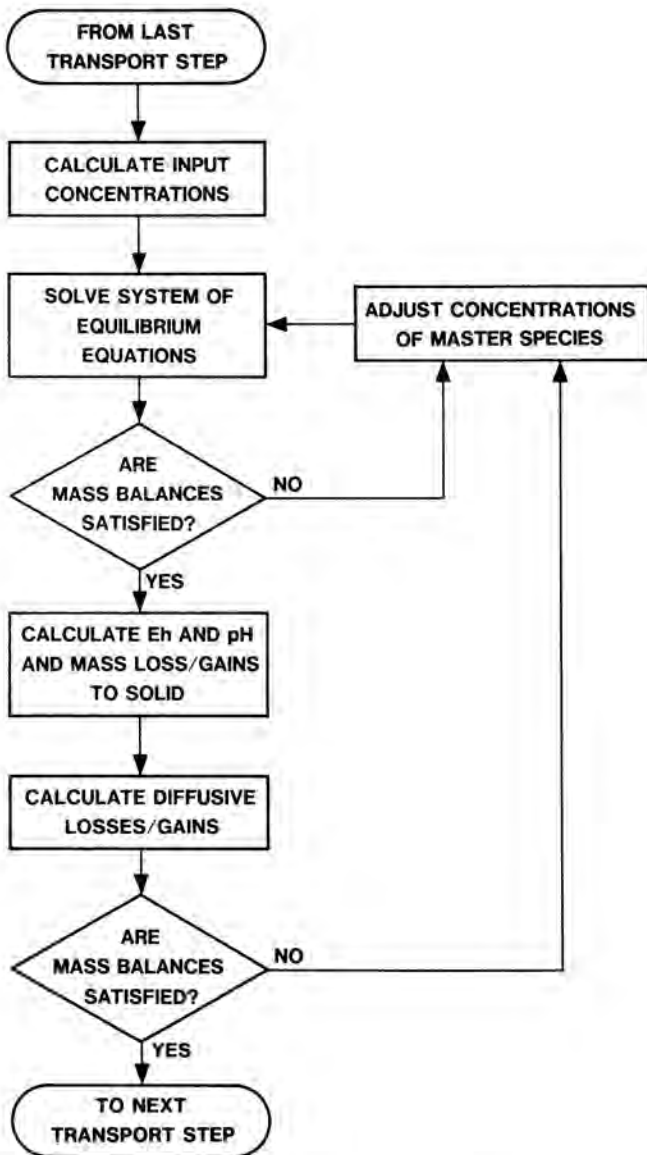 FROM LAST
TRANSPORT STEP
CALCULATE INPUT
CONCENTRATIONS
SOLVE SYSTEM OF
EQUILIBRIUM
EQUATIONS
ADJUST CONCENTRATIONS
OF MASTER SPECIES
ARE
MASS BALANCES
SATISFIED?
NO
YES
CALCULATE Eh AND pH
AND MASS LOSS/GAINS
TO SOLID
CALCULATE DIFFUSIVE
LOSSES/GAINS
ARE
MASS BALANCES
SATISFIED?
NO
YES
TO NEXT
TRANSPORT STEP